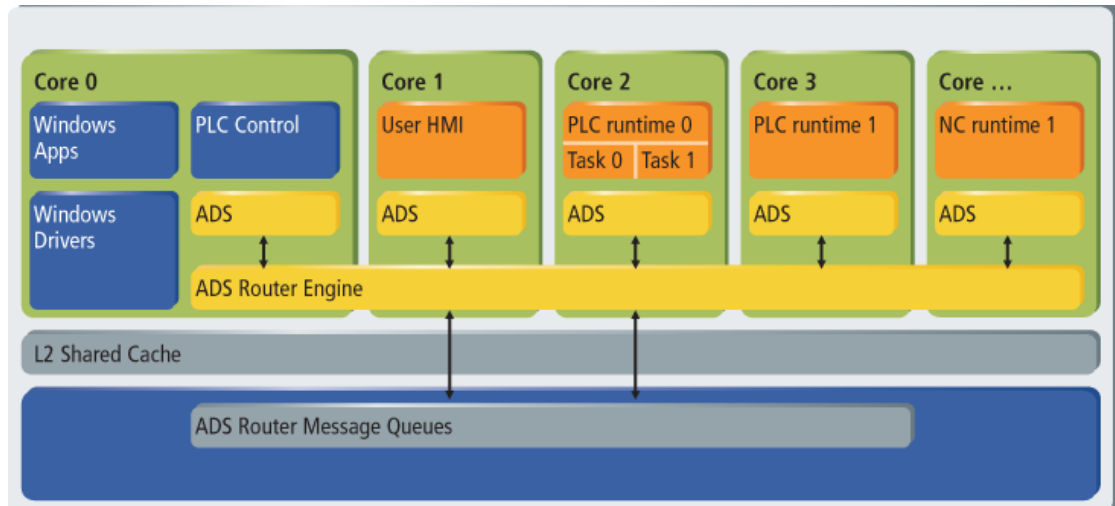 Core 0
Core 1
Core 2
Core 3
Core ...
Windows
Apps
PLC Control
User HMI
PLC runtime 0
Task 0
Task 1
PLC runtime 1
NC runtime 1
Windows
Drivers
ADS
ADS
ADS
ADS
ADS
ADS Router Engine
L2 Shared Cache
ADS Router Message Queues